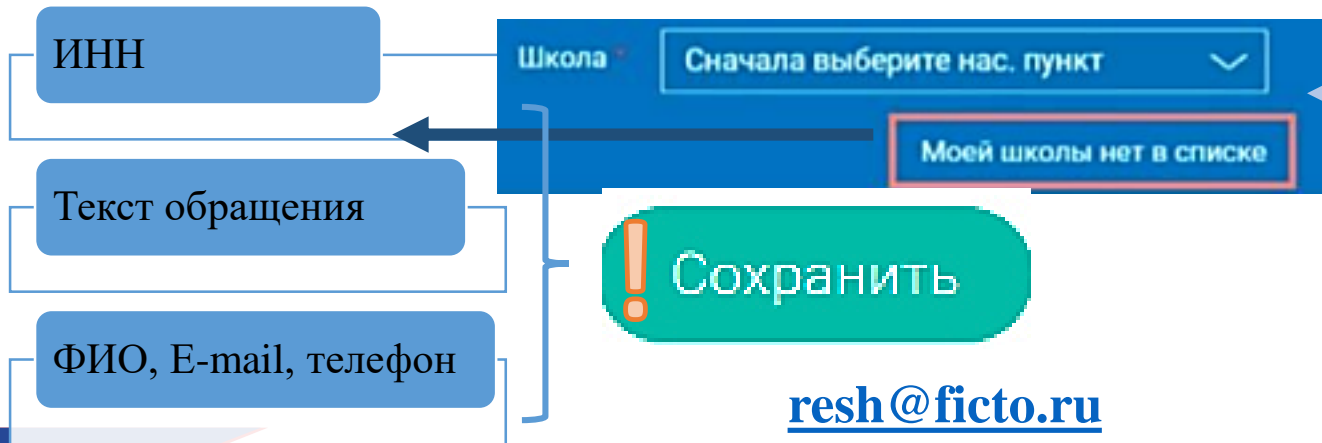 ИНН
Школа * Сначала выберите нас. пункт
Моей школы нет в списке
Текст обращения
! Сохранить
ФИО, E-mail, телефон
resh@ficto.ru